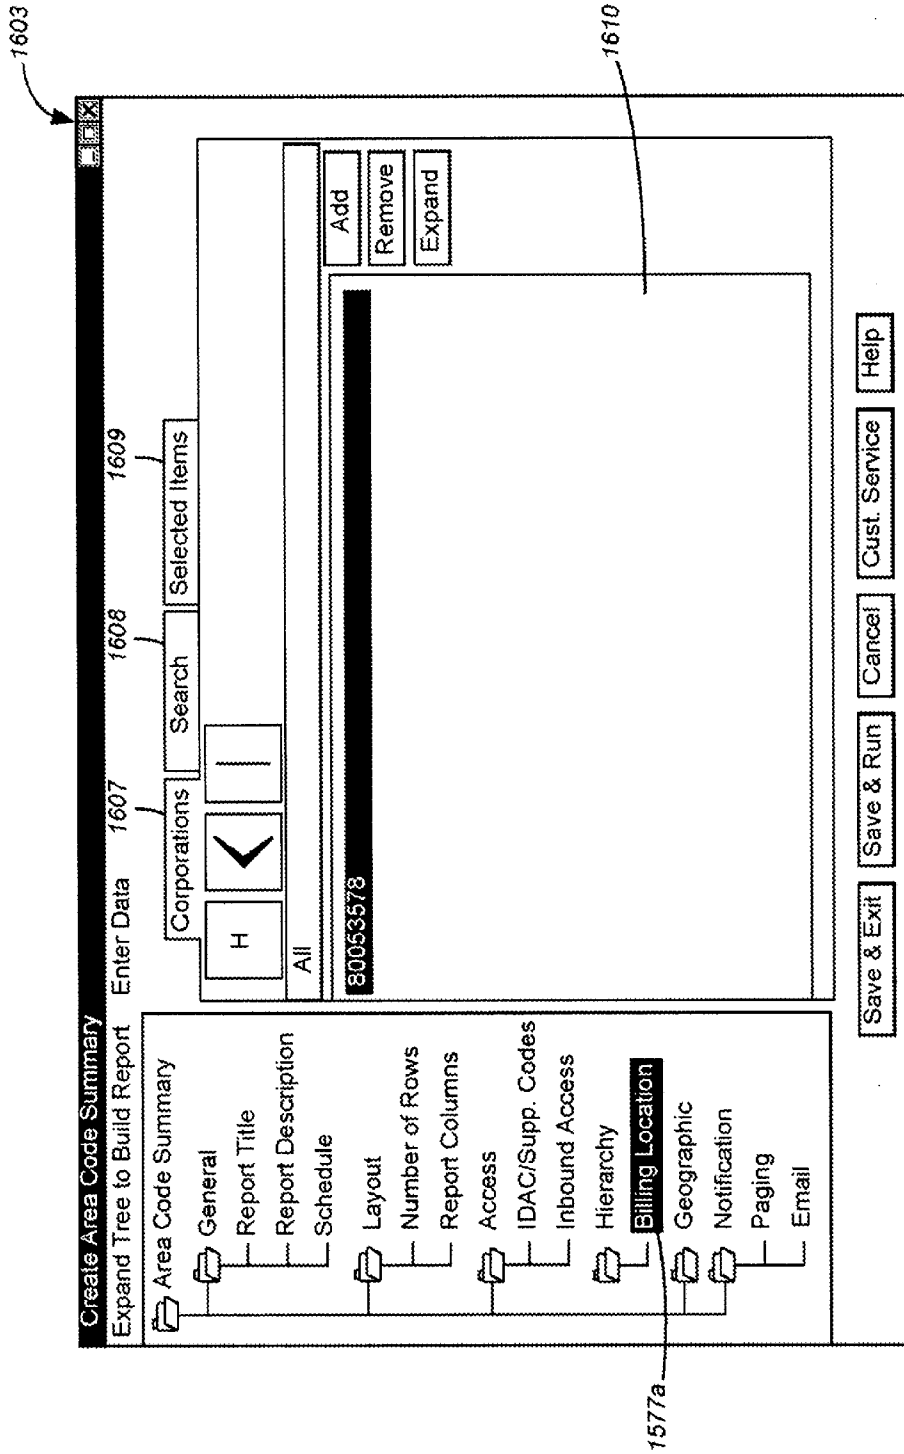 1603
Create Area Code Summary
Expand Tree to Build Report
Enter Data
1607
1608
1609
Area Code Summary
General
Report Title
Report Description
Schedule
Layout
Number of Rows
Report Columns
Access
IDAC/Supp. Codes
Inbound Access
Hierarchy
Billing Location
Geographic
Notification
Paging
Email
1577a
Corporations
Search
Selected Items
H
All
80053578
Add
Remove
Expand
1610
Save & Exit
Save & Run
Cancel
Cust. Service
Help